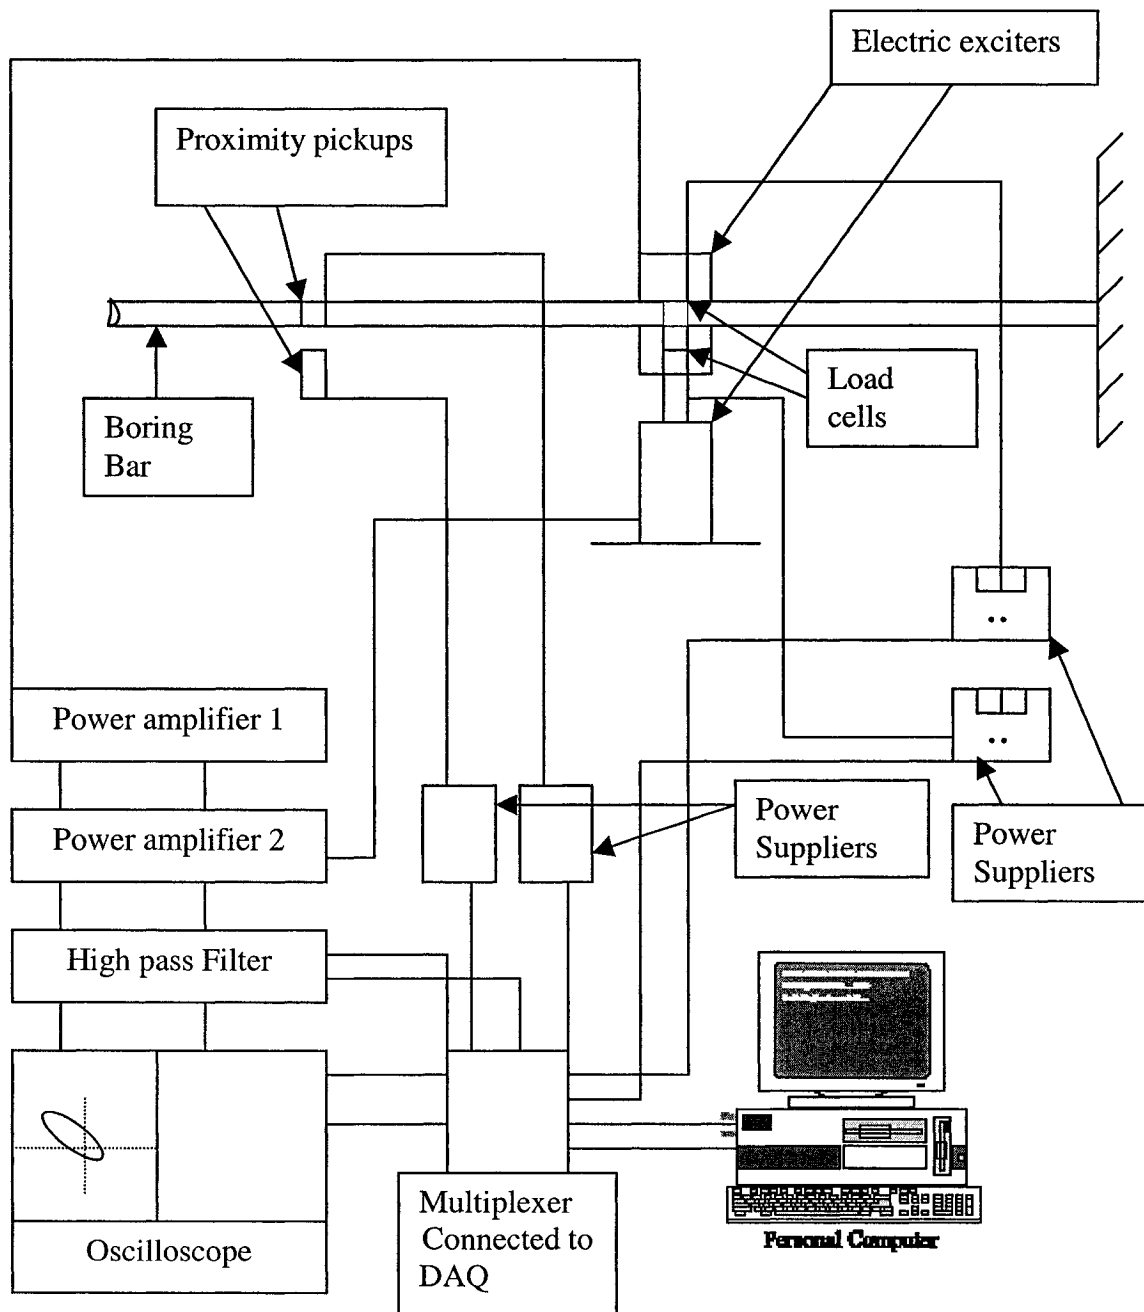 Electric exciters
Proximity pickups
Load
cells
Boring
Bar
Power amplifier 1
Power amplifier 2
Power
Suppliers
Power
Suppliers
High pass Filter
Oscilloscope
Multiplexer
Connected to
DAQ
Personal Computer